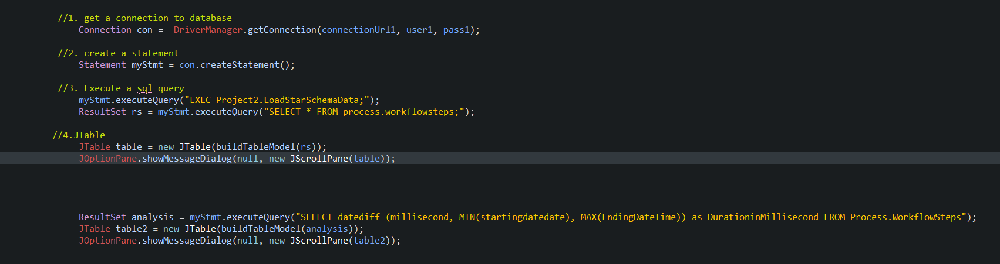 //1. get a connection to database
Connection con =  DriverManager.getConnection(connectionUrl1, user1, pass1);
//2. create a statement
Statement myStmt = con.createStatement();
//3. Execute a sql query
myStmt.executeQuery("EXEC Project2.LoadStarSchemaData;");
ResultSet rs = myStmt.executeQuery("SELECT * FROM process.workflowsteps;");
//4.JTable
JTable table = new JTable(buildTableModel(rs));
JOptionPane.showMessageDialog(null, new JScrollPane(table));
ResultSet analysis = myStmt.executeQuery("SELECT datediff (millisecond, MIN(startingdatedate), MAX(EndingDateTime)) as DurationinMillisecond FROM Process.WorkflowSteps");
JTable table2 = new JTable(buildTableModel(analysis));
JOptionPane.showMessageDialog(null, new JScrollPane(table2));